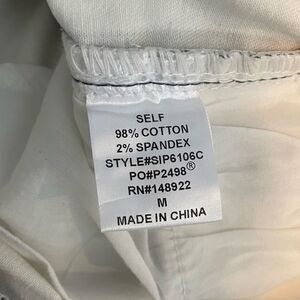 SELF
98% COTTON
2% SPANDEX
STYLE#SIP6106C
PO#P2498®
RN#148922
M
MADE IN CHINA